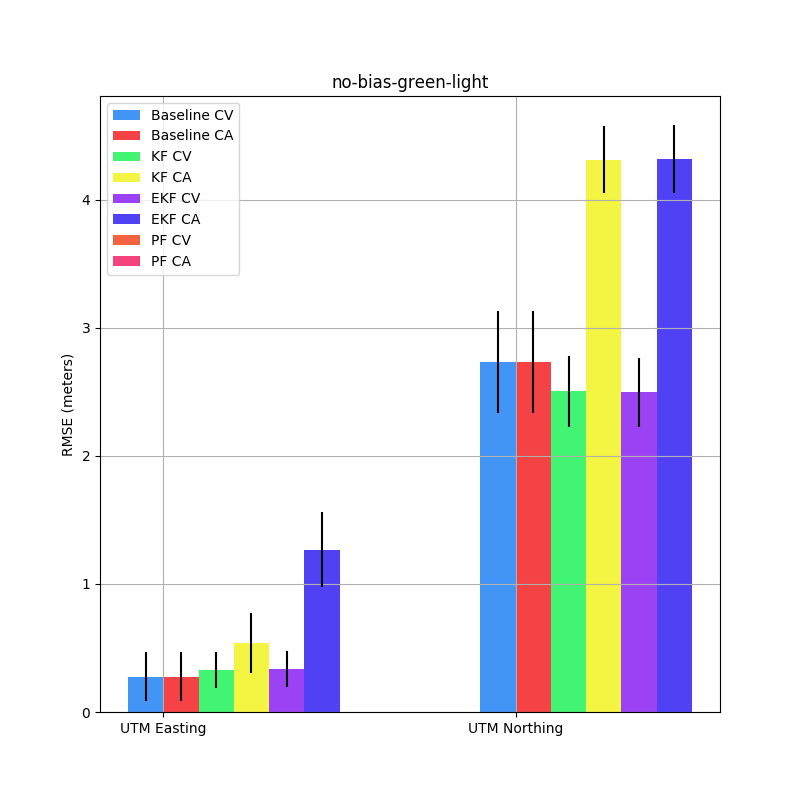 no-bias-green-light
Baseline CV
Baseline CA
KF CV
KF CA
EKF CV
EKF CA
PF CV
PF CA
RMSE (meters)
4
3
2
1
0
UTM Easting
UTM Northing